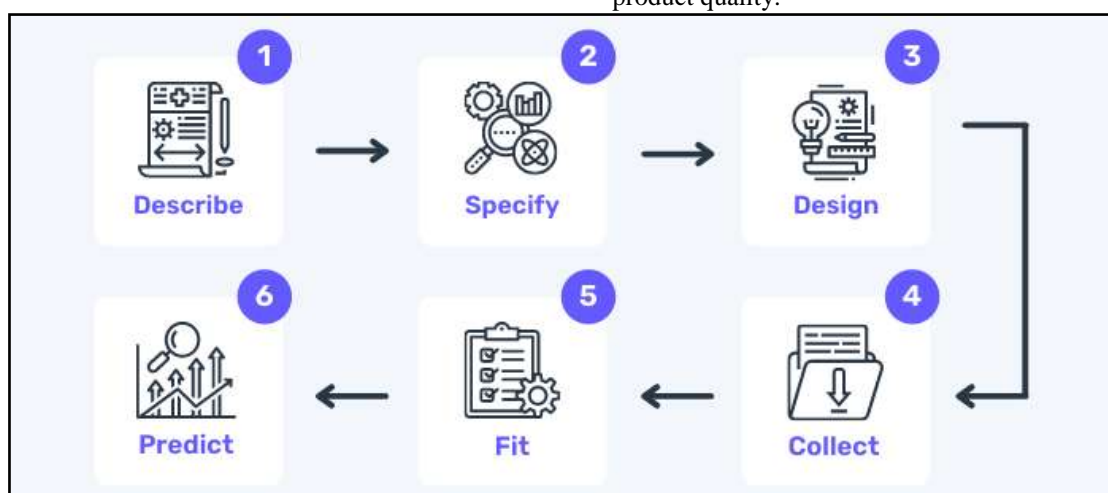 product quality.
1
Describe
2
Specify
3
Design
4
Collect
5
Fit
6
Predict